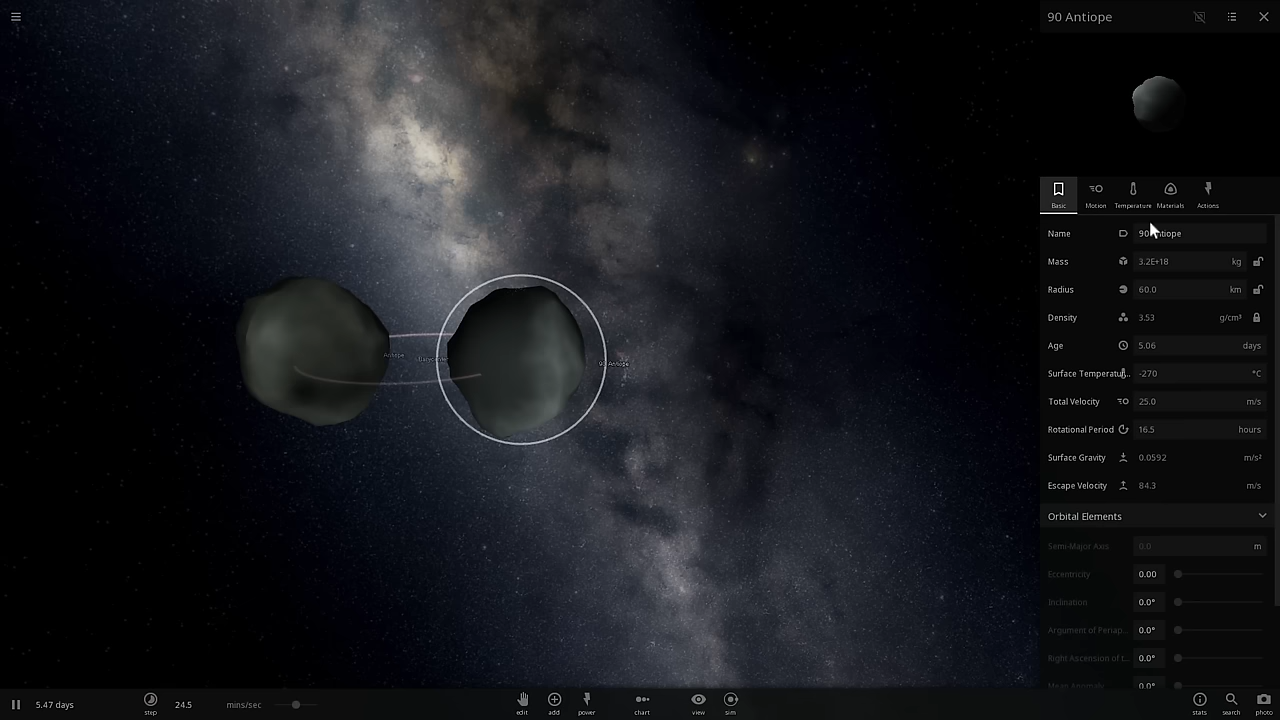 90 Antiope
Basic
Motion
Temperature
Materials
Actions
Name
90 Antiope
Mass
3.2E+18
kg
Radius
60.0
km
Density
3.53
g/cm³
Age
5.06
days
Surface Temperatu...
-270
°C
Total Velocity
25.0
m/s
Rotational Period
16.5
hours
Surface Gravity
0.0592
m/s²
Escape Velocity
84.3
m/s
Orbital Elements
Semi-Major Axis
0.0
m
Eccentricity
0.00
Inclination
0.0°
Argument of Periap...
0.0°
Right Ascension of t...
0.0°
Mean Anomaly
0.0°
Antiope
Barycenter
90 Antiope
5.47 days
step
24.5
mins/sec
edit
add
power
chart
view
sim
stats
search
photo